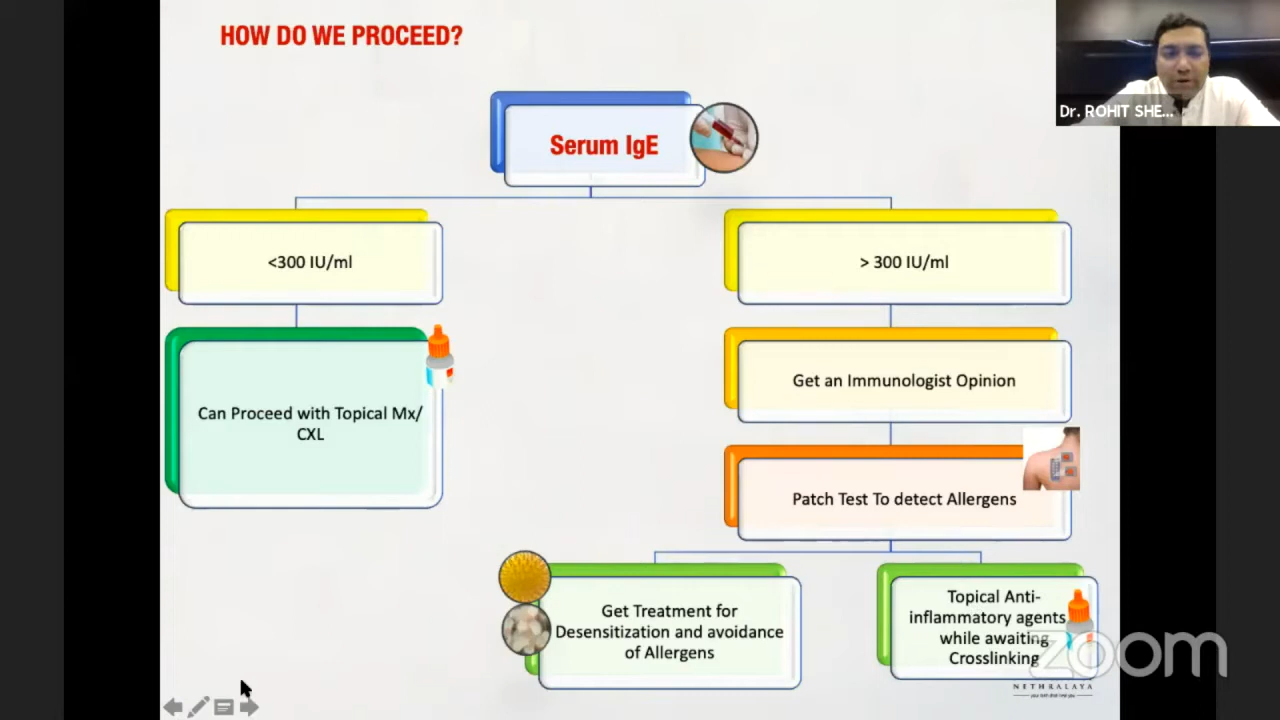 HOW DO WE PROCEED?
Dr. ROHIT SHE...
Serum IgE
<300 IU/ml
> 300 IU/ml
Can Proceed with Topical Mx/
CXL
Get an Immunologist Opinion
Patch Test To detect Allergens
Get Treatment for
Desensitization and avoidance
of Allergens
Topical Anti-
inflammatory agents
while awaiting
Crosslinking
zoom
NETHRALAYA